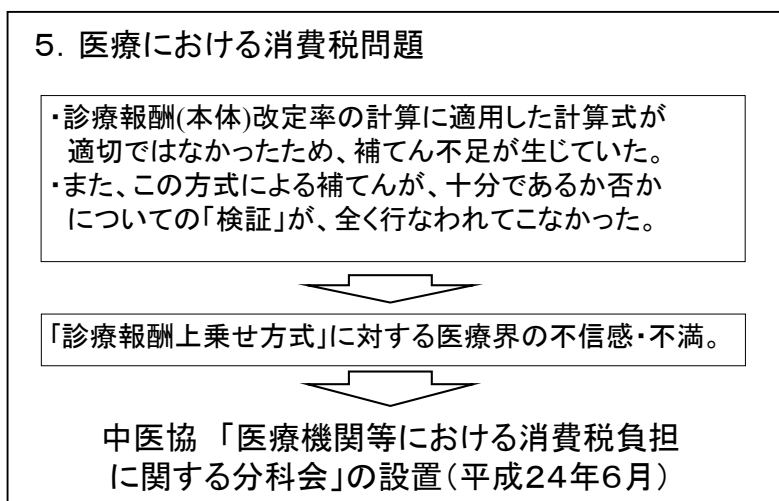 ５．医療における消費税問題
・診療報酬(本体)改定率の計算に適用した計算式が
適切ではなかったため、補てん不足が生じていた。
・また、この方式による補てんが、十分であるか否か
についての「検証」が、全く行なわれてこなかった。
「診療報酬上乗せ方式」に対する医療界の不信感・不満。
中医協　「医療機関等における消費税負担
に関する分科会」の設置（平成２４年６月）